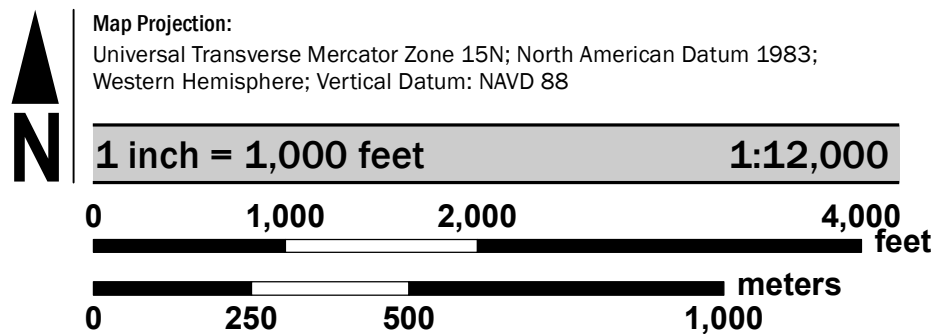 Map Projection:
Universal Transverse Mercator Zone 15N; North American Datum 1983;
Western Hemisphere; Vertical Datum: NAVD 88
N
1 inch = 1,000 feet 1:12,000
0 1,000 2,000 4,000
feet
meters
0 250 500 1,000